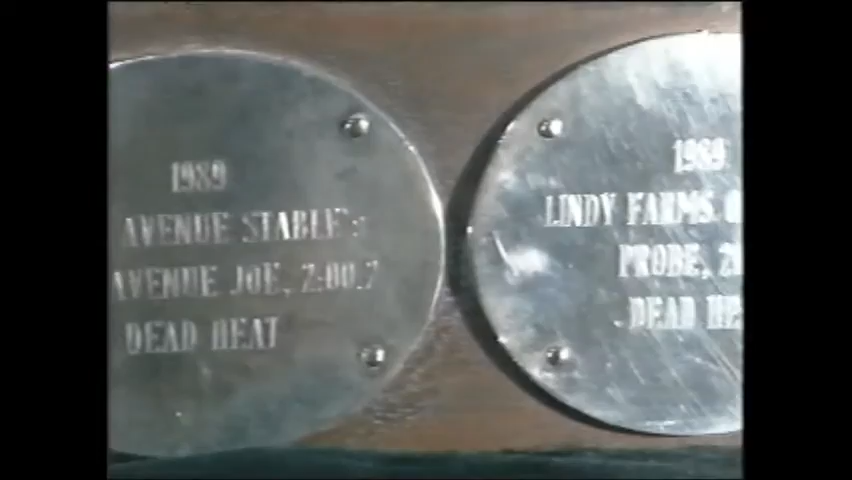 1989
AVENUE STABLE
AVENUE JOE, 2:00.2
DEAD HEAT
1989
LINDY FARMS
PROBE,
DEAD